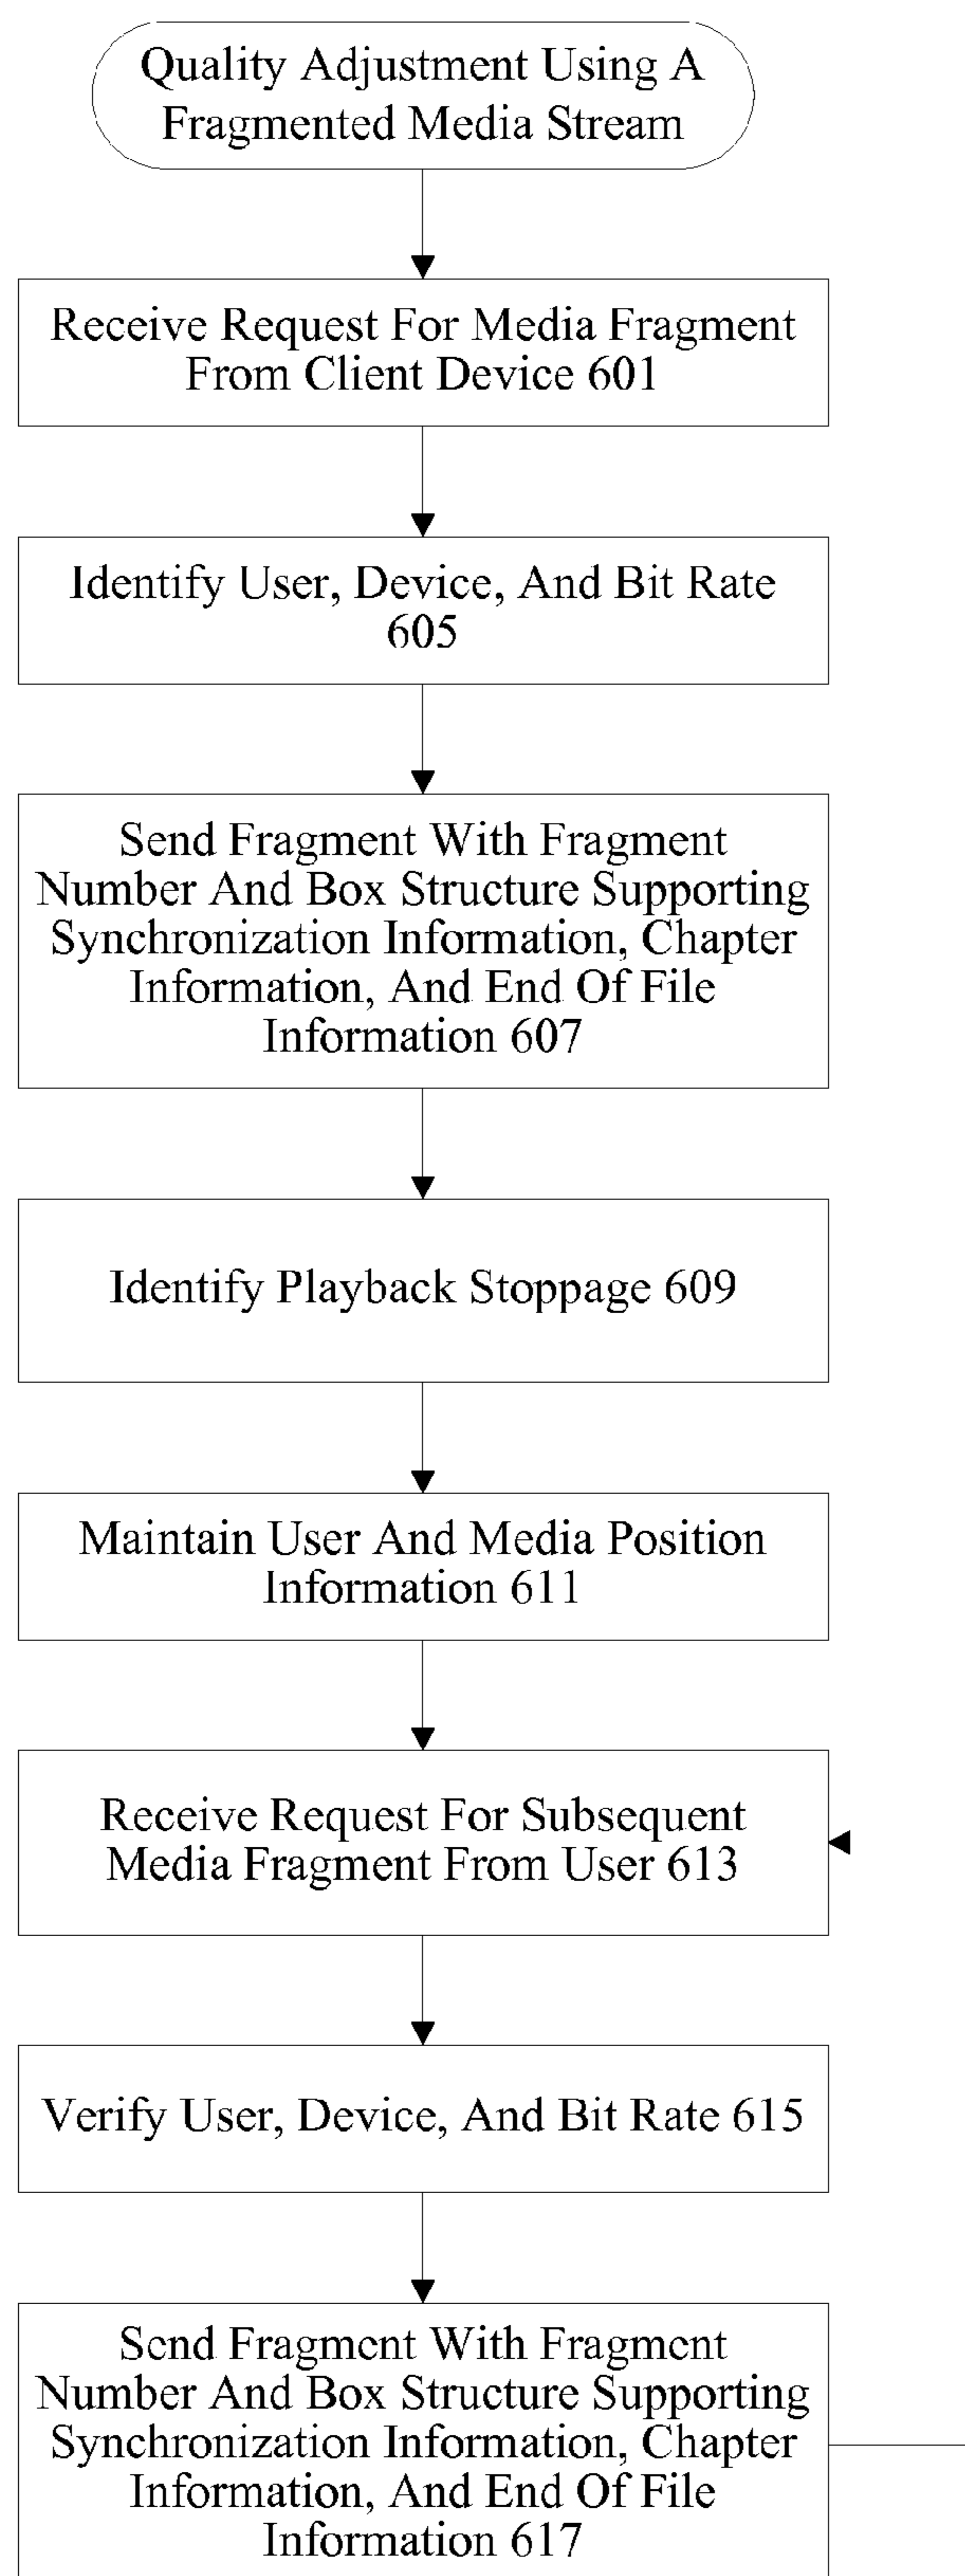 Quality Adjustment Using A
Fragmented Media Stream
Receive Request For Media Fragment
From Client Device 601
Identify User, Device, And Bit Rate
605
Send Fragment With Fragment
Number And Box Structure Supporting
Synchronization Information, Chapter
Information, And End Of File
Information 607
Identify Playback Stoppage 609
Maintain User And Media Position
Information 611
Receive Request For Subsequent
Media Fragment From User 613
Verify User, Device, And Bit Rate 615
Send Fragment With Fragment
Number And Box Structure Supporting
Synchronization Information, Chapter
Information, And End Of File
Information 617